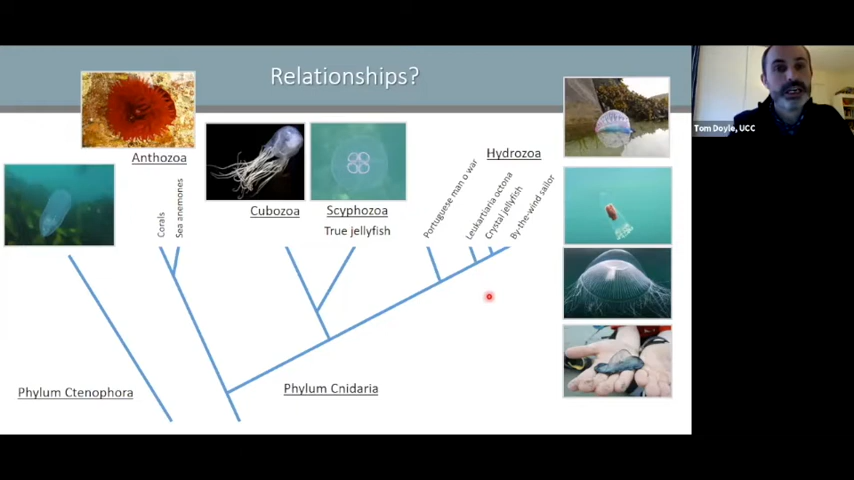 Relationships?
Tom Doyle, UCC
Anthozoa
Hydrozoa
Corals
Sea anemones
Cubozoa
Scyphozoa
True jellyfish
Portuguese man o war
Leukartiaria octona
Crystal jellyfish
By-the-wind sailor
Phylum Ctenophora
Phylum Cnidaria